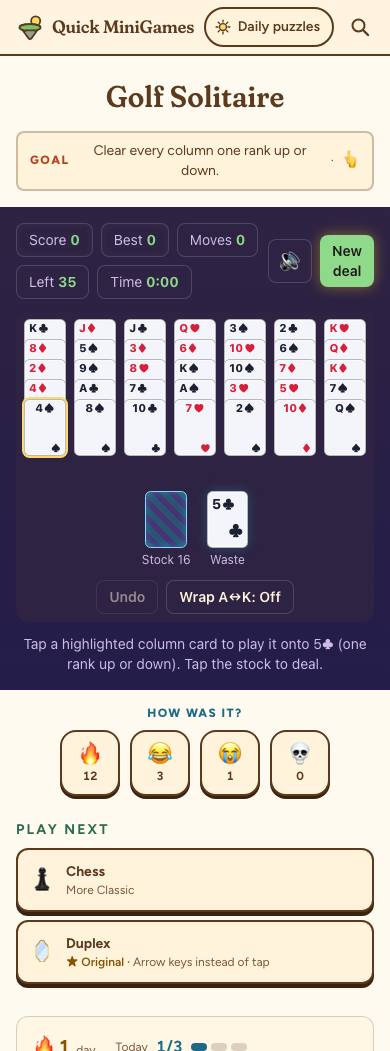 Quick MiniGames
Daily puzzles
Golf Solitaire
GOAL
Clear every column one rank up or
down.
Score 0
Best 0
Moves 0
Left 35
Time 0:00
New
deal
K♣ J♦ J♣ Q♥ 3♠ 2♣ K♥
8♦ 5♠ 3♦ 6♦ 10♥ 6♠ Q♦
2♦ 9♠ 8♥ K♠ 10♠ 7♦ K♦
4♦ A♣ 7♣ A♠ 3♥ 5♥ 7♠
4♠ 8♠ 10♣ 7♥ 2♠ 10♦ Q♠
5♣
Stock 16
Waste
Undo
Wrap A↔K: Off
Tap a highlighted column card to play it onto 5♣ (one
rank up or down). Tap the stock to deal.
HOW WAS IT?
12
3
1
0
PLAY NEXT
Chess
More Classic
Duplex
★ Original · Arrow keys instead of tap
1 day
Today 1/3